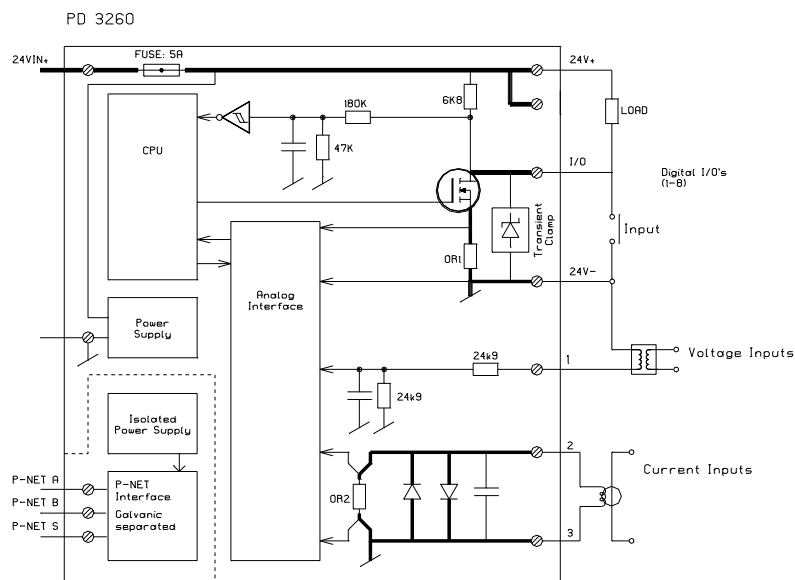 PD 3260
24VIN+
FUSE: 5A
24V+
6K8
180K
LOAD
CPU
47K
I/O
Digital I/O's
(1-8)
Transient
Clamp
Input
0R1
24V-
Analog
Interface
Power
Supply
24k9
1
Voltage Inputs
24k9
Isolated
Power Supply
2
P-NET A
P-NET
Interface
Galvanic
separated
Current Inputs
P-NET B
0R2
P-NET S
3